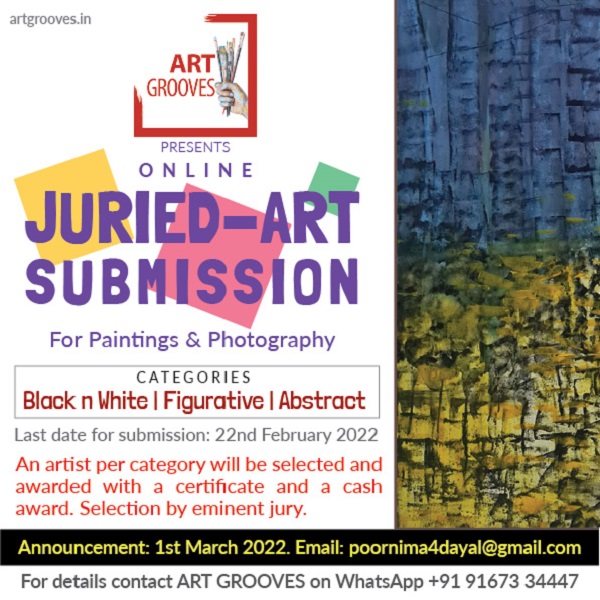 artgrooves.in
ART
GROOVES
PRESENTS
ONLINE
JURIED-ART
SUBMISSION
For Paintings & Photography
CATEGORIES
Black n White | Figurative | Abstract
Last date for submission: 22nd February 2022
An artist per category will be selected and
awarded with a certificate and a cash
award. Selection by eminent jury.
Announcement: 1st March 2022. Email: poornima4dayal@gmail.com
For details contact ART GROOVES on WhatsApp +91 91673 34447